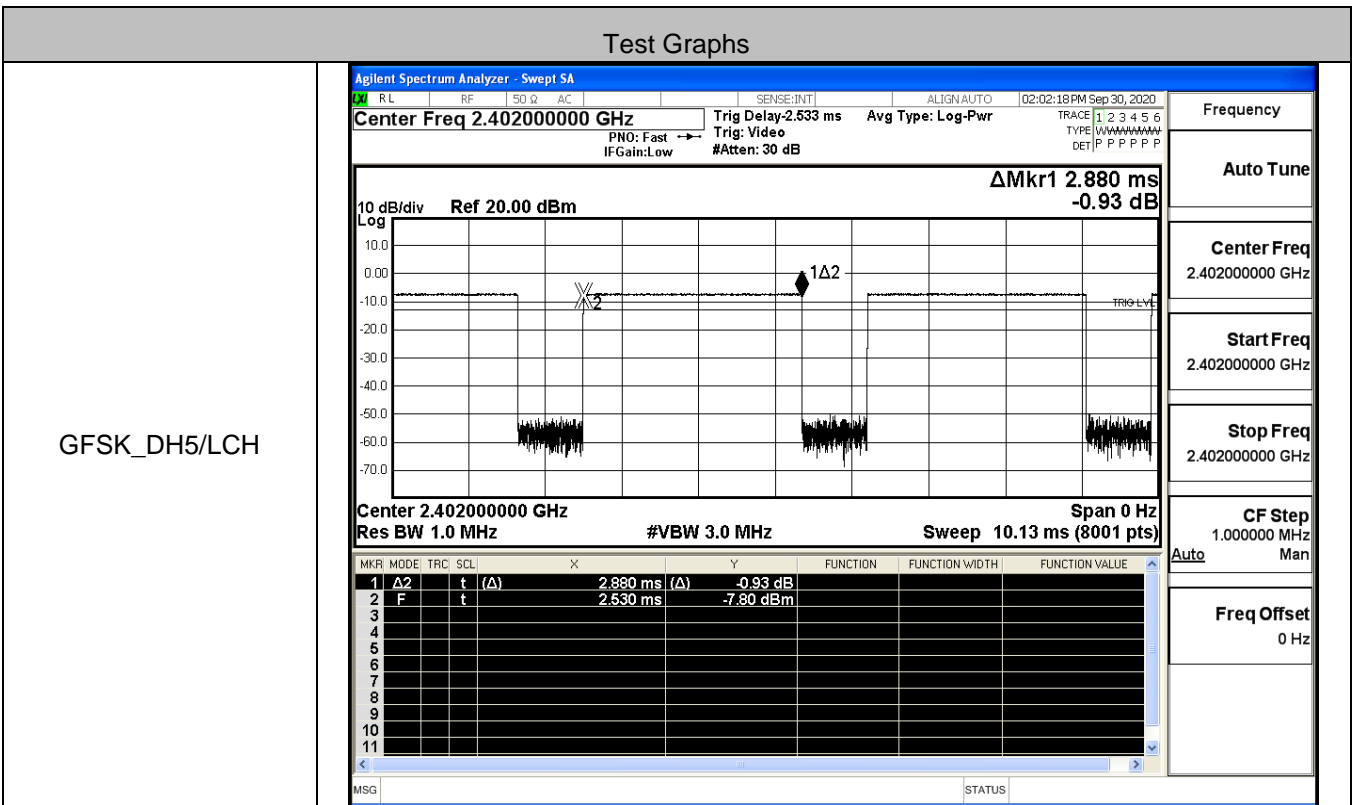 Test Graphs
GFSK_DH5/LCH
Agilent Spectrum Analyzer - Swept SA
LXI RL RF 50 Ω AC SENSE:INT ALIGN AUTO 02:02:18 PM Sep 30, 2020
Center Freq 2.402000000 GHz Trig Delay-2.533 ms Avg Type: Log-Pwr TRACE 1 2 3 4 5 6
PNO: Fast Trig: Video TYPE WWWWWW
IFGain:Low #Atten: 30 dB DET P P P P P P
ΔMkr1 2.880 ms
-0.93 dB
10 dB/div Ref 20.00 dBm
Log
10.0
0.00
1Δ2
-10.0
2
TRIG LVL
-20.0
-30.0
-40.0
-50.0
-60.0
-70.0
Center 2.402000000 GHz Span 0 Hz
Res BW 1.0 MHz #VBW 3.0 MHz Sweep 10.13 ms (8001 pts)
MKR MODE TRC SCL X Y FUNCTION FUNCTION WIDTH FUNCTION VALUE
1 Δ2 t (Δ) 2.880 ms (Δ) -0.93 dB
2 F t 2.530 ms -7.80 dBm
3
4
5
6
7
8
9
10
11
MSG STATUS
Frequency
Auto Tune
Center Freq
2.402000000 GHz
Start Freq
2.402000000 GHz
Stop Freq
2.402000000 GHz
CF Step
1.000000 MHz
Auto Man
Freq Offset
0 Hz